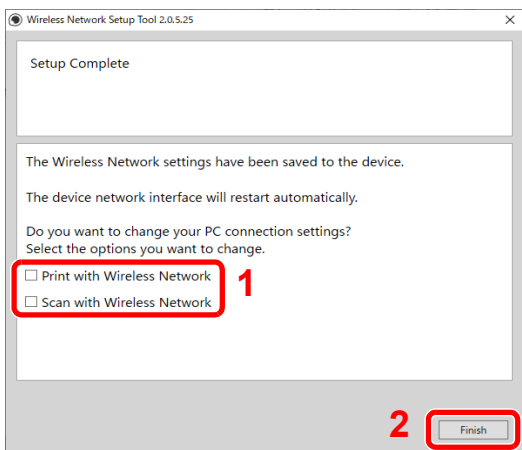 Wireless Network Setup Tool 2.0.5.25
Setup Complete
The Wireless Network settings have been saved to the device.
The device network interface will restart automatically.
Do you want to change your PC connection settings?
Select the options you want to change.
Print with Wireless Network
1
Scan with Wireless Network
2
Finish